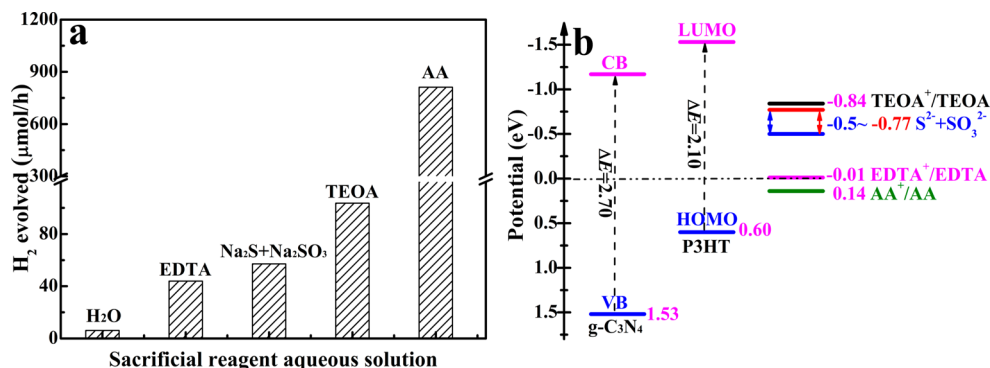 a
H2 evolved (μmol/h)
1200
900
600
300
80
40
0
H2O
EDTA
Na2S+Na2SO3
TEOA
AA
Sacrificial reagent aqueous solution
b
Potential (eV)
-1.5
-1.0
-0.5
0.0
0.5
1.0
1.5
CB
ΔE=2.70
VB
1.53
g-C3N4
LUMO
ΔE=2.10
HOMO
0.60
P3HT
-0.84 TEOA+/TEOA
-0.5~ -0.77 S2-+SO32-
-0.01 EDTA+/EDTA
0.14 AA+/AA